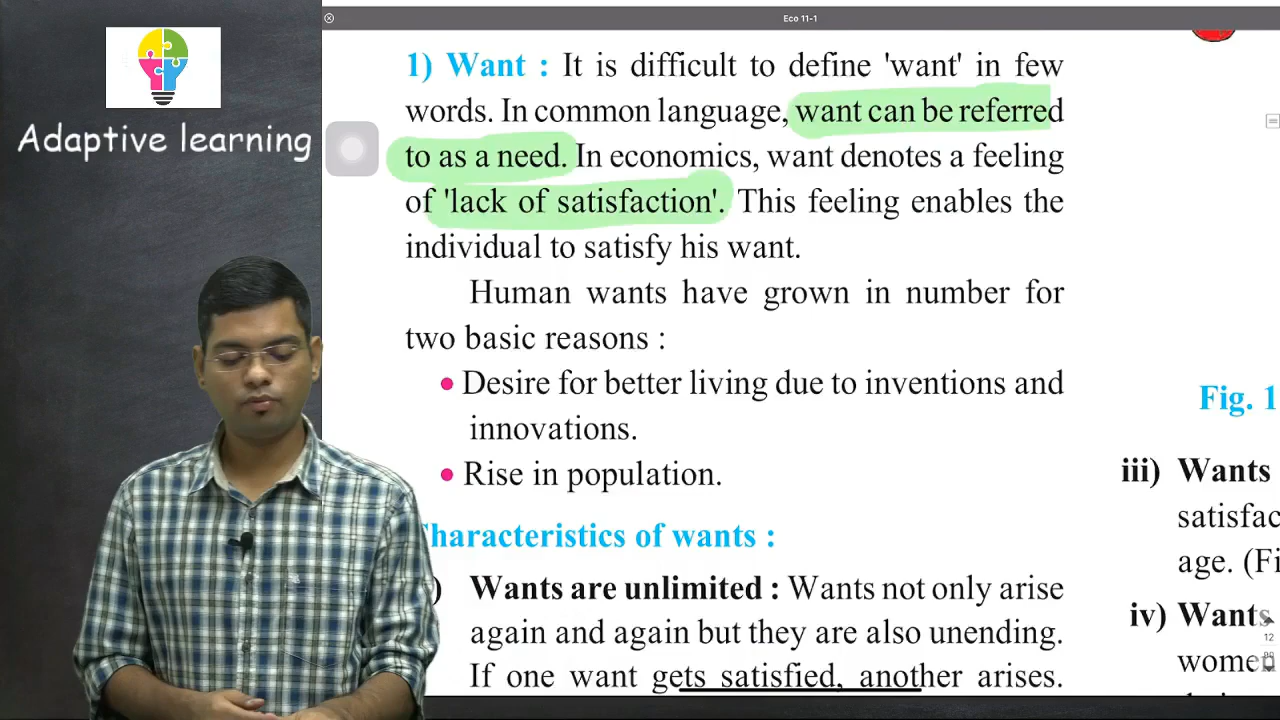 Eco 11-1
Adaptive learning
1) Want : It is difficult to define 'want' in few
words. In common language, want can be referred
to as a need. In economics, want denotes a feeling
of 'lack of satisfaction'. This feeling enables the
individual to satisfy his want.
Human wants have grown in number for
two basic reasons :
• Desire for better living due to inventions and
innovations.
• Rise in population.
Characteristics of wants :
) Wants are unlimited : Wants not only arise
again and again but they are also unending.
If one want gets satisfied, another arises.
Fig. 1
iii) Wants
satisfac
age. (Fi
iv) Wants
women
12